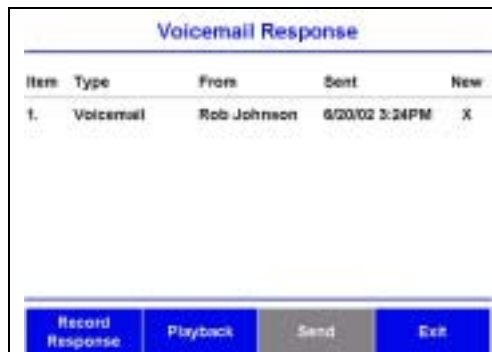 Voicemail Response
Item Type From Sent New
1. Voicemail Rob Johnson 6/20/02 3:24PM X
Record Response Playback Send Exit